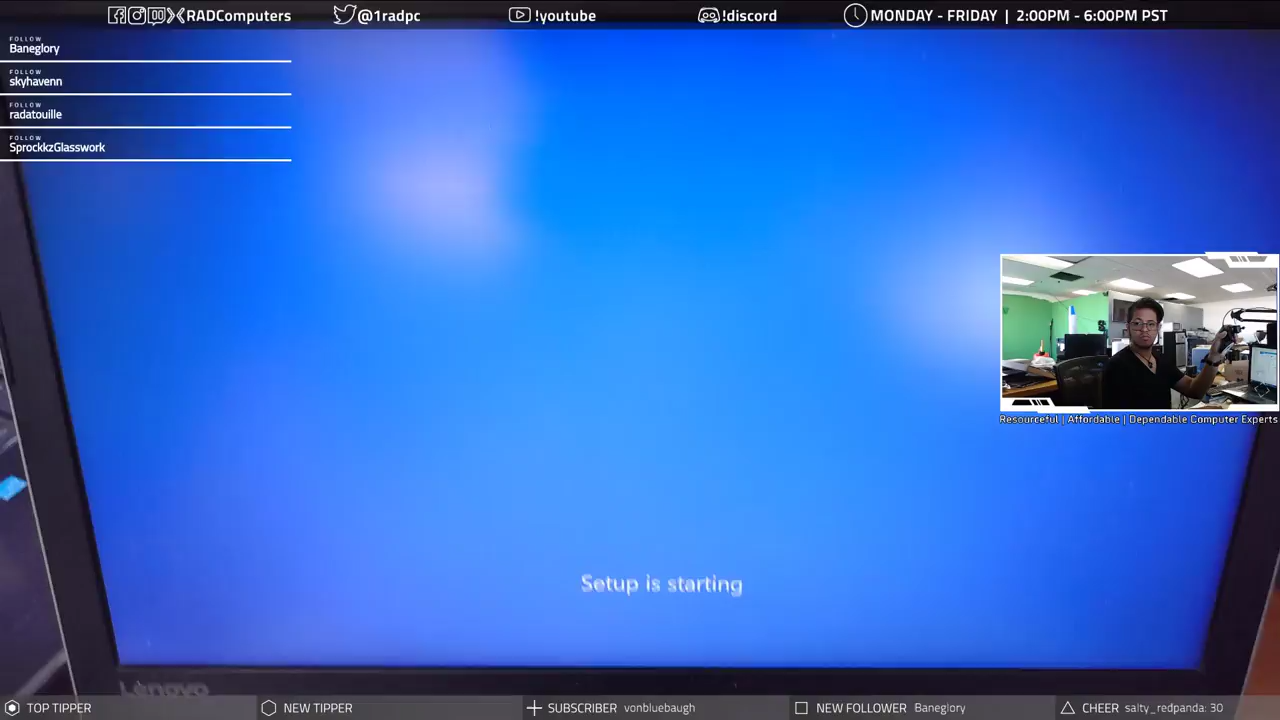 RADComputers
@1radpc
!youtube
!discord
MONDAY - FRIDAY | 2:00PM - 6:00PM PST
FOLLOW
Baneglory
FOLLOW
skyhavenn
FOLLOW
radatouille
FOLLOW
SprockkzGlasswork
Resourceful | Affordable | Dependable Computer Experts
Setup is starting
Lenovo
TOP TIPPER
NEW TIPPER
SUBSCRIBER vonbluebaugh
NEW FOLLOWER Baneglory
CHEER salty_redpanda: 30